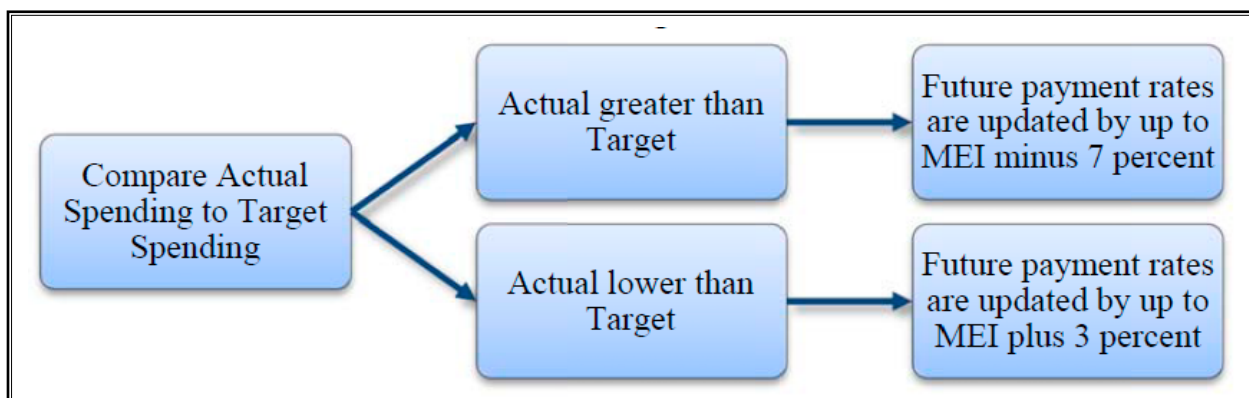 Compare Actual
Spending to Target
Spending
Actual greater than
Target
Future payment rates
are updated by up to
MEI minus 7 percent
Actual lower than
Target
Future payment rates
are updated by up to
MEI plus 3 percent